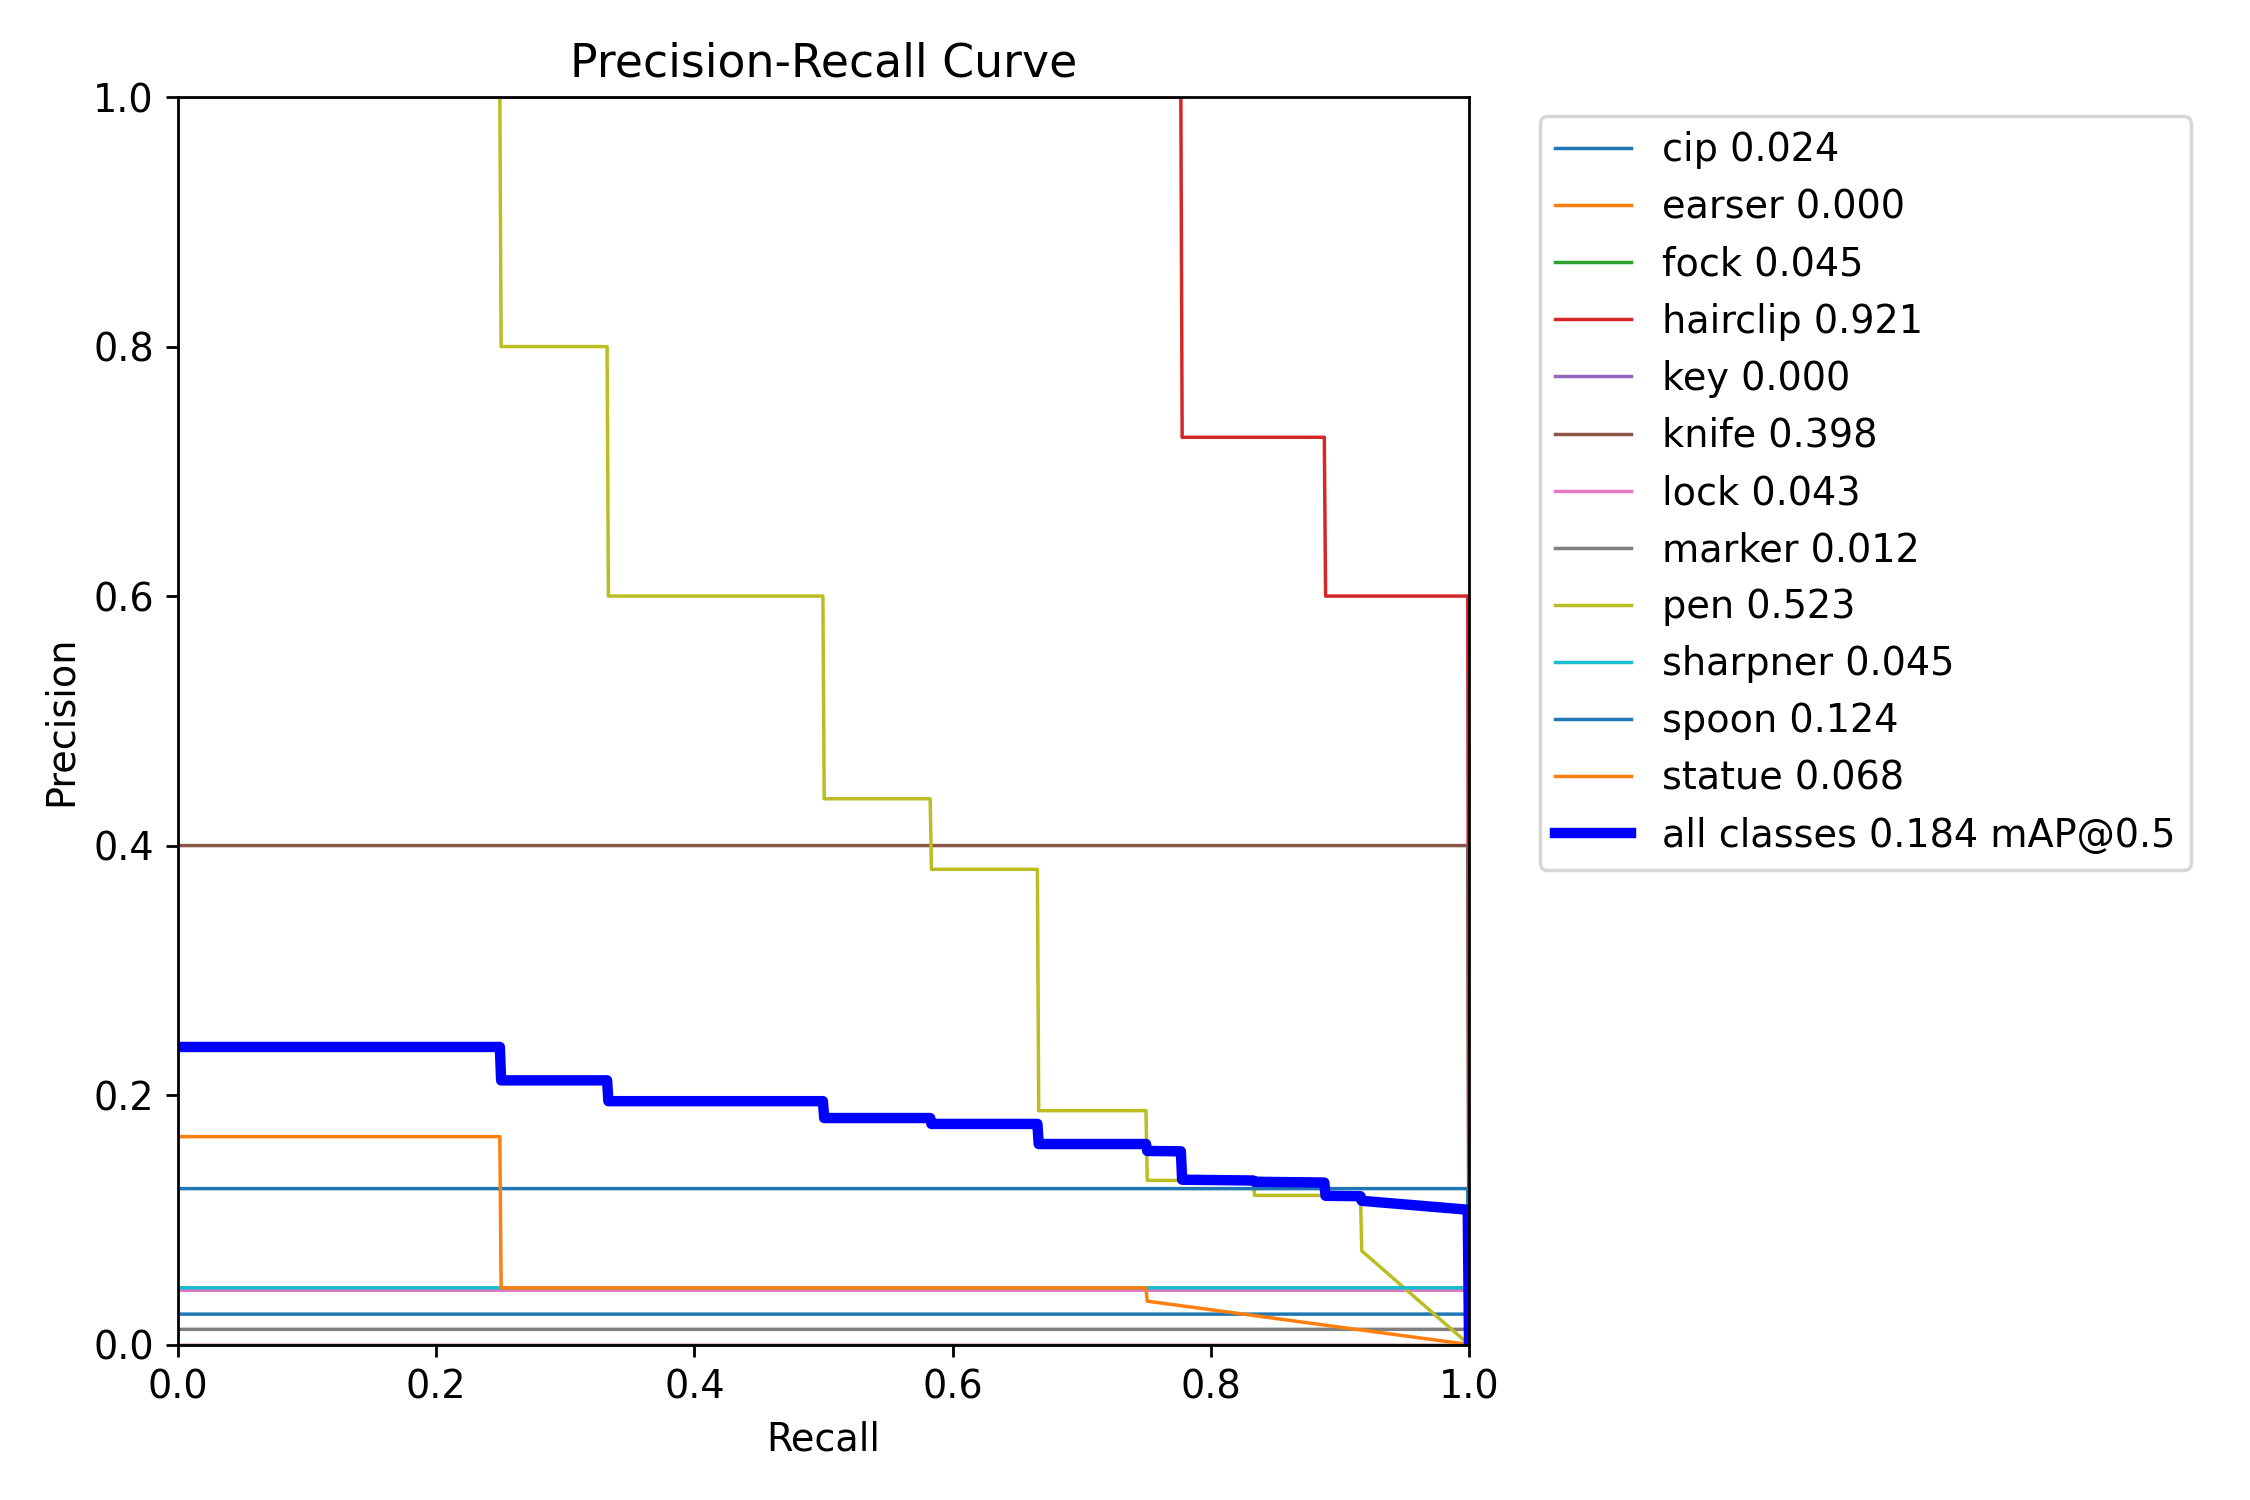 Precision-Recall Curve
1.0
0.8
0.6
0.4
0.2
0.0
Precision
0.0 0.2 0.4 0.6 0.8 1.0
Recall
cip 0.024
earser 0.000
fock 0.045
hairclip 0.921
key 0.000
knife 0.398
lock 0.043
marker 0.012
pen 0.523
sharpner 0.045
spoon 0.124
statue 0.068
all classes 0.184 mAP@0.5